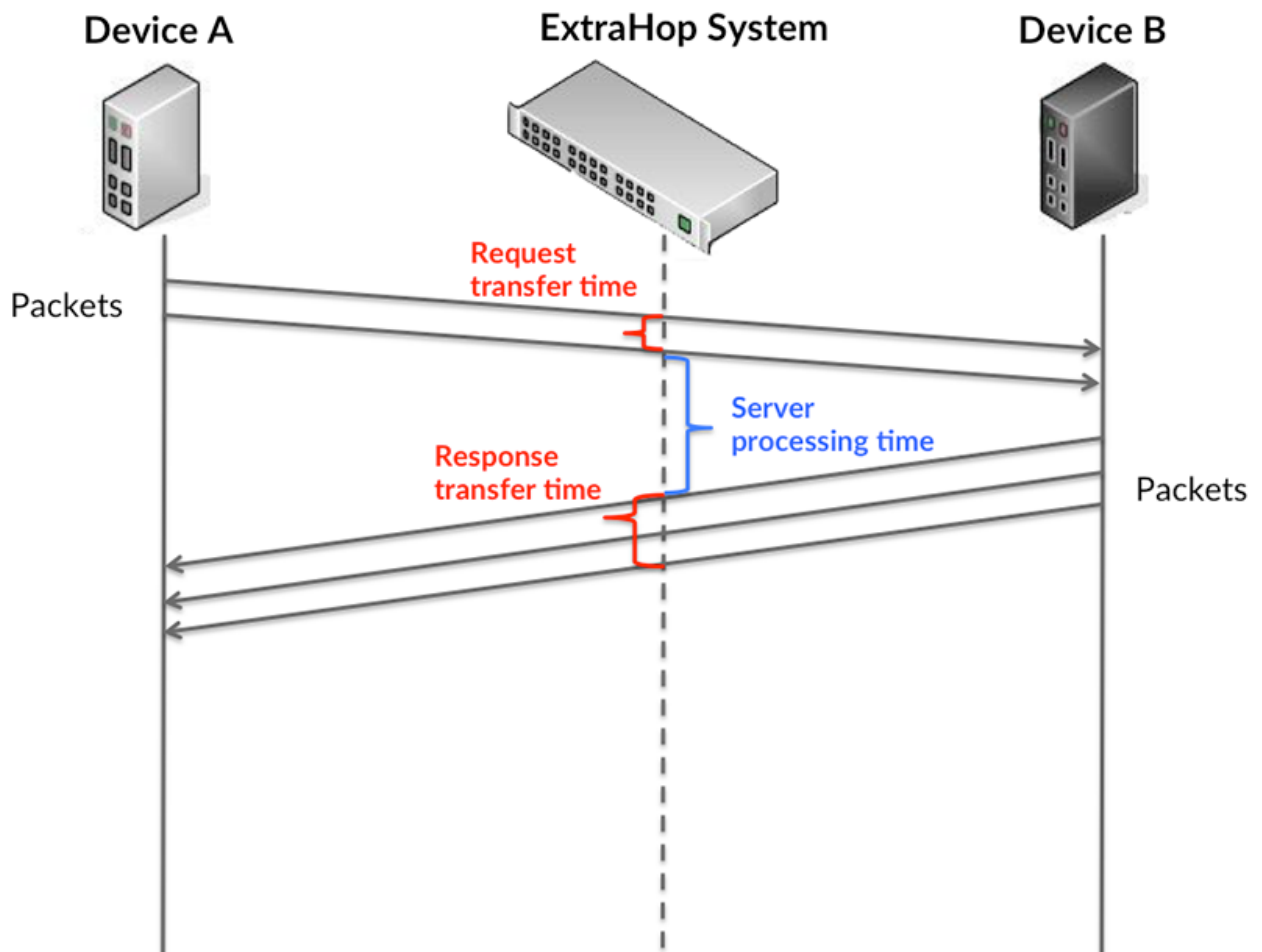 Device A
ExtraHop System
Device B
Request
transfer time
Packets
Server
processing time
Response
transfer time
Packets